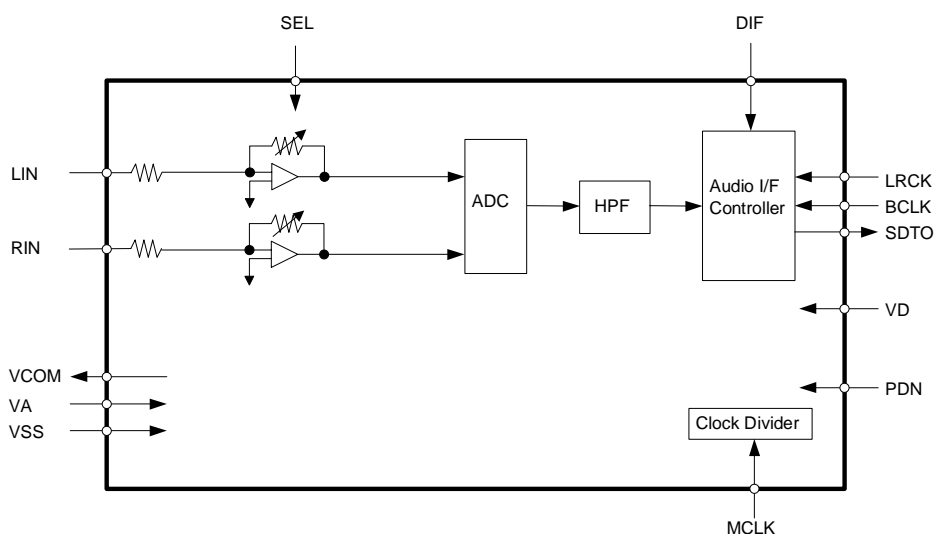 SEL
DIF
LIN
RIN
ADC
HPF
Audio I/F
Controller
LRCK
BCLK
SDTO
VD
VCOM
VA
VSS
PDN
Clock Divider
MCLK